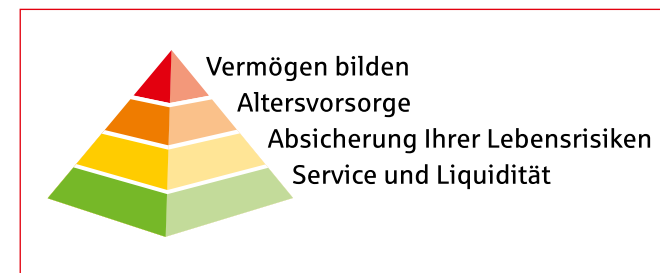 Vermögen bilden
Altersvorsorge
Absicherung Ihrer Lebensrisiken
Service und Liquidität